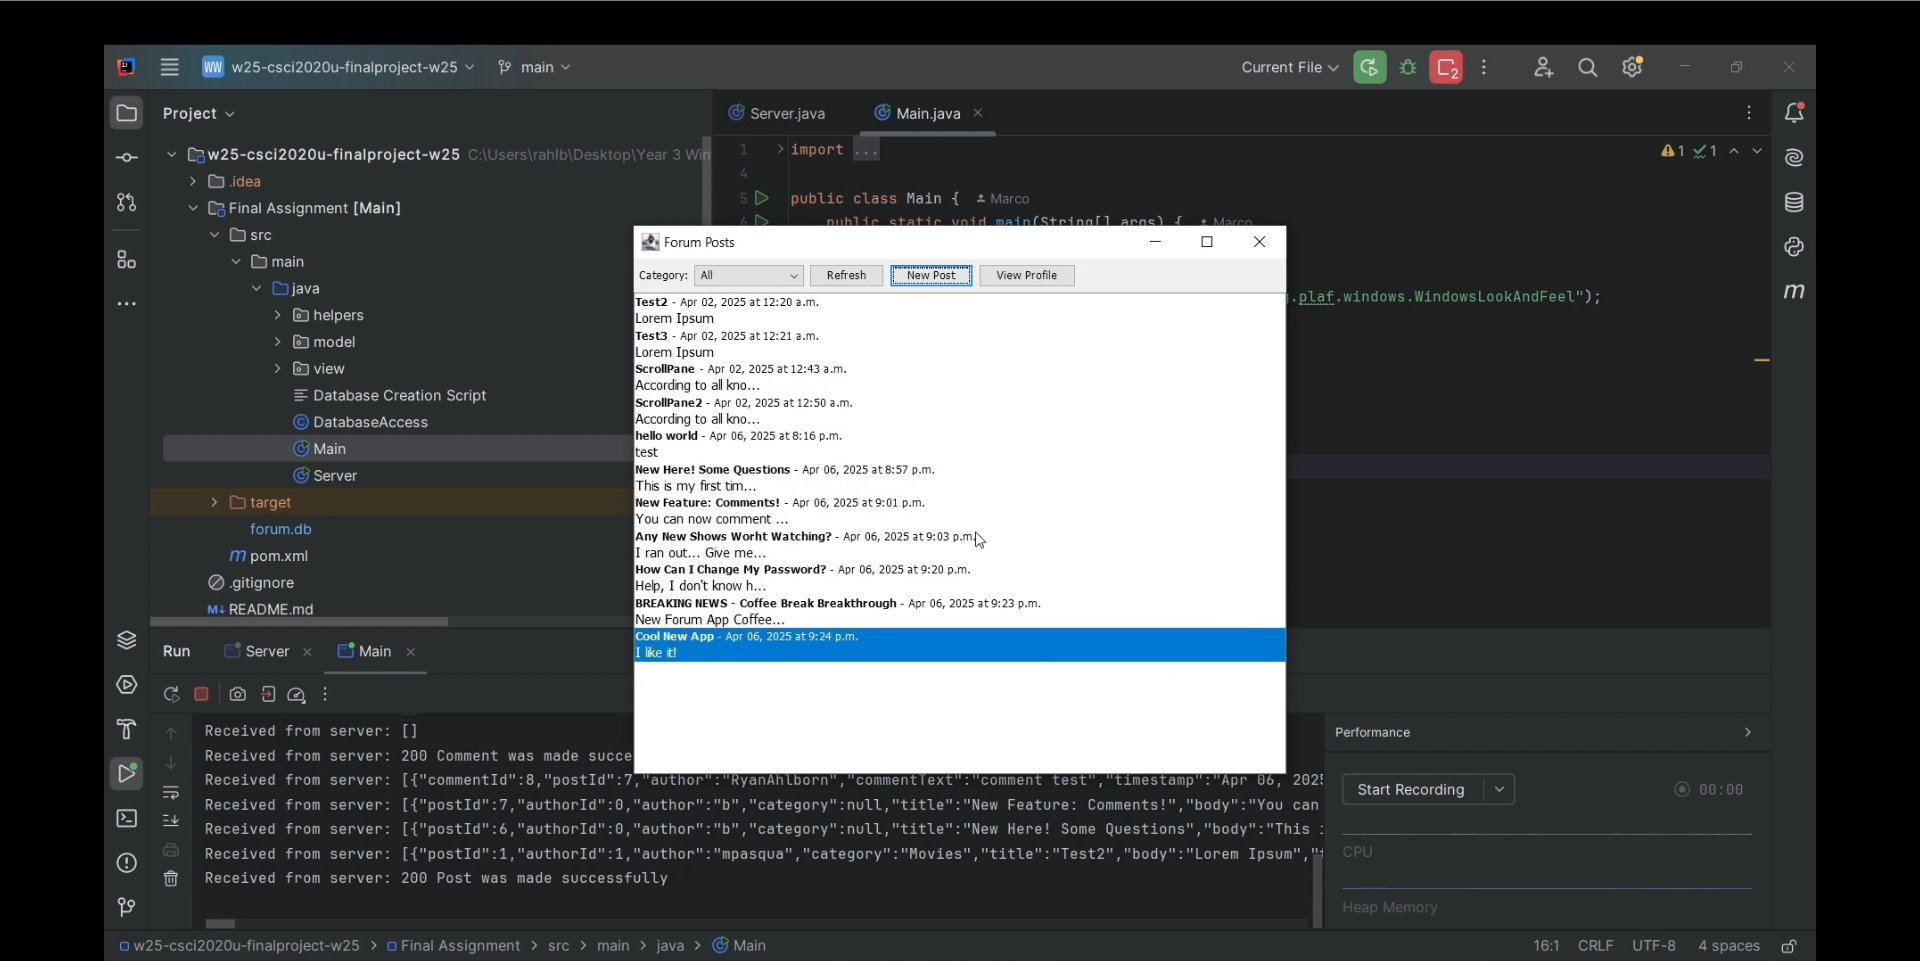 WW w25-csci2020u-finalproject-w25
main
Current File
2
Project
Server.java
Main.java
w25-csci2020u-finalproject-w25 C:\Users\rahlb\Desktop\Year 3 Win
.idea
Final Assignment [Main]
src
main
java
helpers
model
view
Database Creation Script
DatabaseAccess
Main
Server
target
forum.db
m pom.xml
.gitignore
M↓ README.md
1 import ...
4
5 public class Main { Marco
6 public static void main(String[] args) { Marco
.plaf.windows.WindowsLookAndFeel");
1 1
m
Forum Posts
Category: All Refresh New Post View Profile
Test2 - Apr 02, 2025 at 12:20 a.m.
Lorem Ipsum
Test3 - Apr 02, 2025 at 12:21 a.m.
Lorem Ipsum
ScrollPane - Apr 02, 2025 at 12:43 a.m.
According to all kno...
ScrollPane2 - Apr 02, 2025 at 12:50 a.m.
According to all kno...
hello world - Apr 06, 2025 at 8:16 p.m.
test
New Here! Some Questions - Apr 06, 2025 at 8:57 p.m.
This is my first tim...
New Feature: Comments! - Apr 06, 2025 at 9:01 p.m.
You can now comment ...
Any New Shows Worht Watching? - Apr 06, 2025 at 9:03 p.m.
I ran out... Give me...
How Can I Change My Password? - Apr 06, 2025 at 9:20 p.m.
Help, I don't know h...
BREAKING NEWS - Coffee Break Breakthrough - Apr 06, 2025 at 9:23 p.m.
New Forum App Coffee...
Cool New App - Apr 06, 2025 at 9:24 p.m.
I like it!
Run Server Main
Received from server: []
Received from server: 200 Comment was made succe
Received from server: [{"commentId":8,"postId":7,"author":"RyanAhlborn","commentText":"comment test","timestamp":"Apr 06, 2025
Received from server: [{"postId":7,"authorId":0,"author":"b","category":null,"title":"New Feature: Comments!","body":"You can
Received from server: [{"postId":6,"authorId":0,"author":"b","category":null,"title":"New Here! Some Questions","body":"This
Received from server: [{"postId":1,"authorId":1,"author":"mpasqua","category":"Movies","title":"Test2","body":"Lorem Ipsum","
Received from server: 200 Post was made successfully
Performance
Start Recording
00:00
CPU
Heap Memory
w25-csci2020u-finalproject-w25 > Final Assignment > src > main > java > Main
16:1 CRLF UTF-8 4 spaces